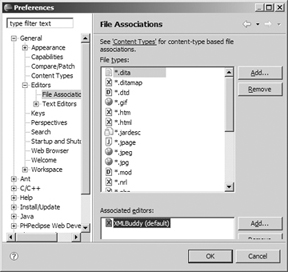 Preferences
type filter text
General
Appearance
Capabilities
Compare/Patch
Content Types
Editors
File Associatio
Text Editors
Keys
Perspectives
Search
Startup and Shuto
Web Browser
Welcome
Workspace
Ant
C/C++
Help
Install/Update
Java
PHPeclipse Web Deve
File Associations
See 'Content Types' for content-type based file
associations.
File types:
*.dita
*.ditamap
*.dtd
*.gif
*.htm
*.html
*.jardesc
*.jpage
*.jpeg
*.jpg
*.mod
*.nrl
Add...
Remove
Associated editors:
XMLBuddy (default)
Add...
Remove
OK
Cancel